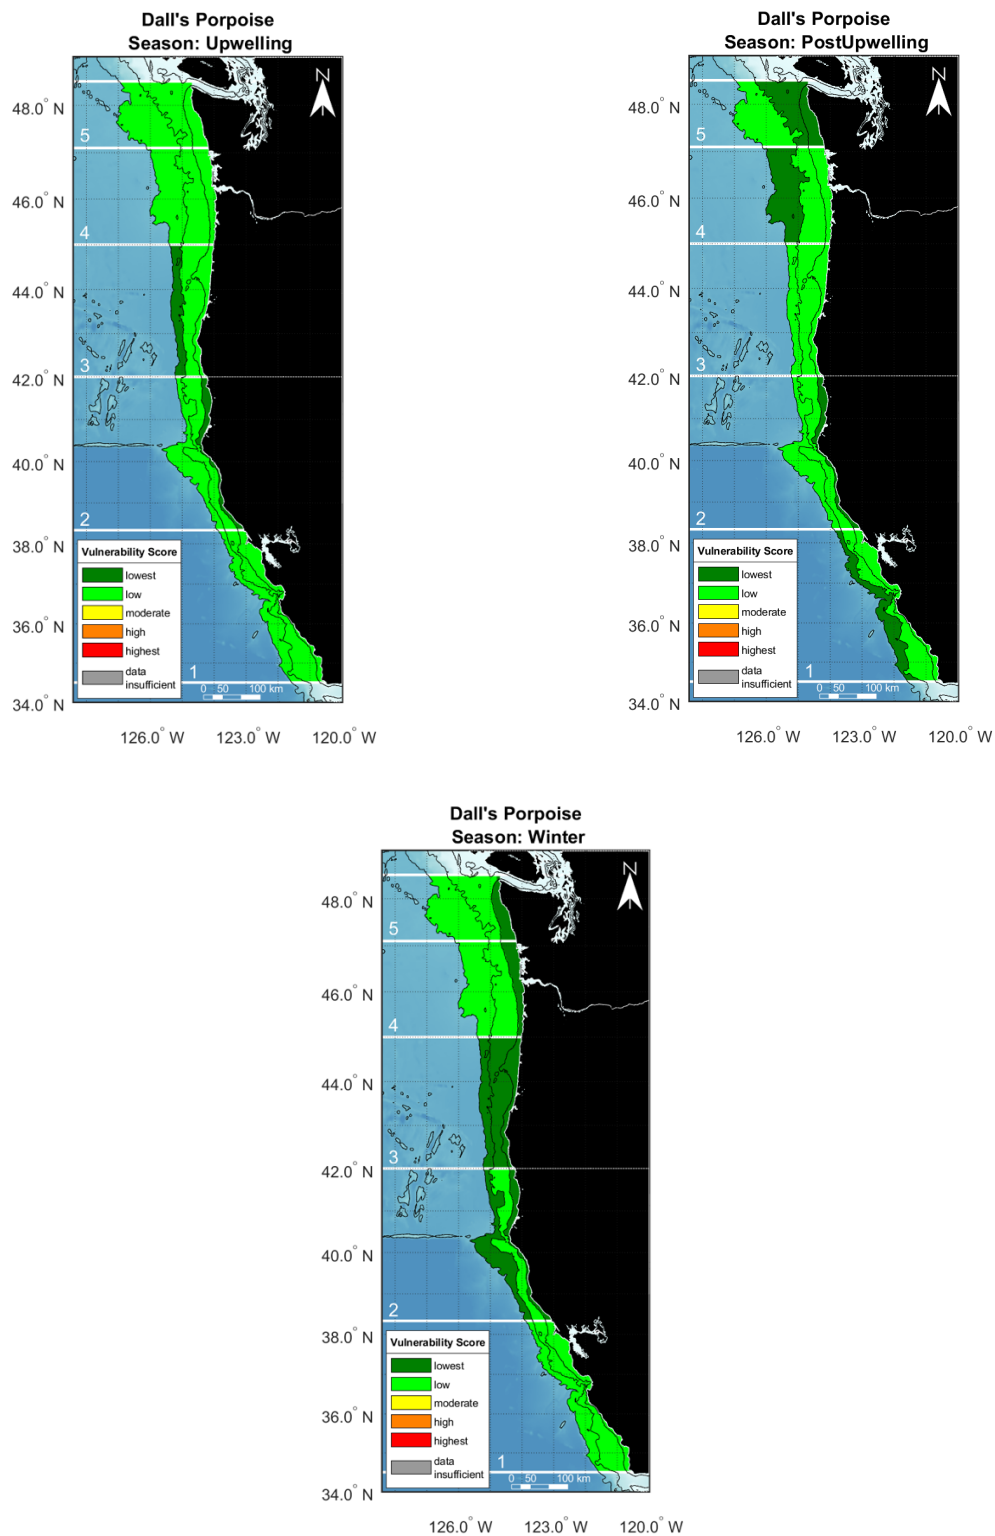 Dall's Porpoise
Season: Upwelling
N
48.0° N
5
46.0° N
4
44.0° N
3
42.0° N
40.0° N
2
38.0° N
Vulnerability Score
lowest
low
moderate
36.0° N
high
highest
data
insufficient
1
0 50 100 km
34.0° N
126.0° W 123.0° W 120.0° W
Dall's Porpoise
Season: PostUpwelling
N
48.0° N
5
46.0° N
4
44.0° N
3
42.0° N
40.0° N
2
38.0° N
Vulnerability Score
lowest
low
moderate
36.0° N
high
highest
data
insufficient
1
0 50 100 km
34.0° N
126.0° W 123.0° W 120.0° W
Dall's Porpoise
Season: Winter
N
48.0° N
5
46.0° N
4
44.0° N
3
42.0° N
40.0° N
2
38.0° N
Vulnerability Score
lowest
low
moderate
36.0° N
high
highest
data
insufficient
1
0 50 100 km
34.0° N
126.0° W 123.0° W 120.0° W